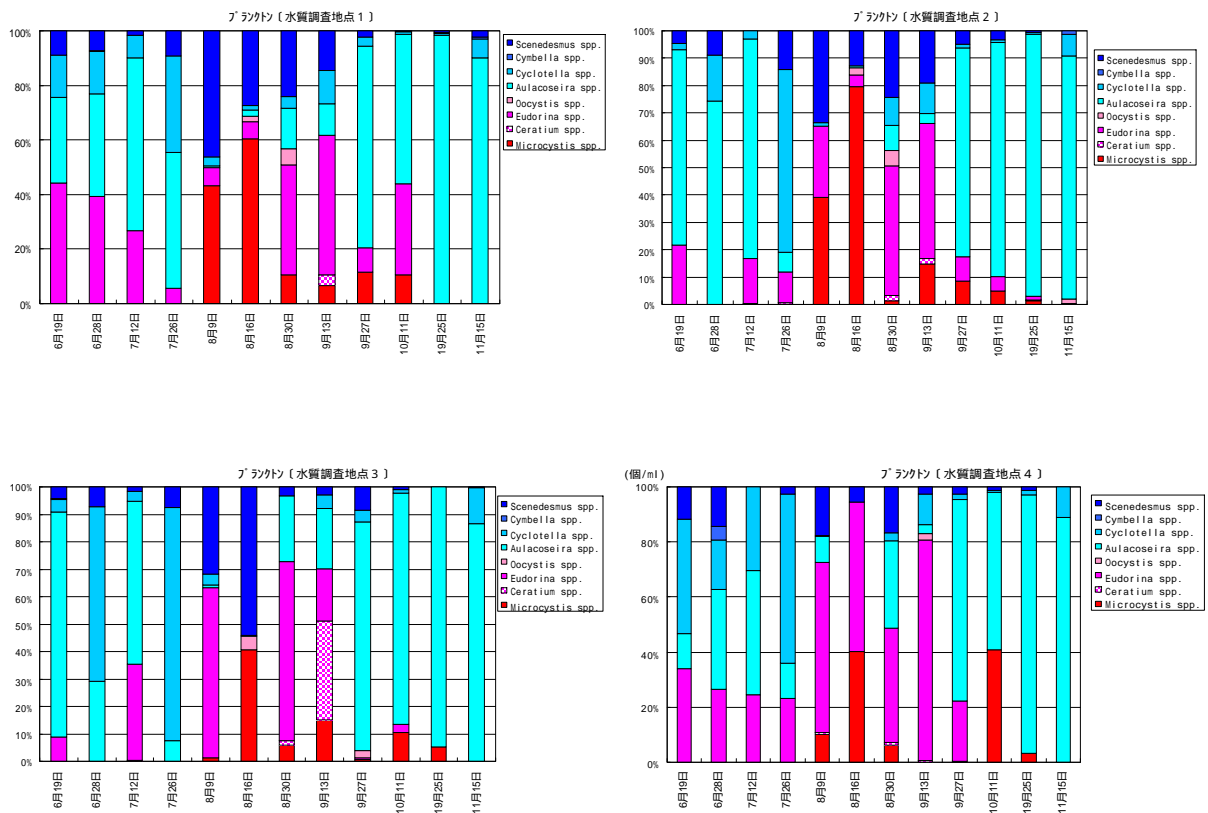 ﾌﾟﾗﾝｸﾄﾝ〔水質調査地点1〕
100%
80%
60%
40%
20%
0%
6月19日
6月28日
7月12日
7月26日
8月9日
8月16日
8月30日
9月13日
9月27日
10月11日
19月25日
11月15日
Scenedesmus spp.
Cymbella spp.
Cyclotella spp.
Aulacoseira spp.
Oocystis spp.
Eudorina spp.
Ceratium spp.
Microcystis spp.
ﾌﾟﾗﾝｸﾄﾝ〔水質調査地点2〕
100%
90%
80%
70%
60%
50%
40%
30%
20%
10%
0%
6月19日
6月28日
7月12日
7月26日
8月9日
8月16日
8月30日
9月13日
9月27日
10月11日
19月25日
11月15日
Scenedesmus spp.
Cymbella spp.
Cyclotella spp.
Aulacoseira spp.
Oocystis spp.
Eudorina spp.
Ceratium spp.
Microcystis spp.
ﾌﾟﾗﾝｸﾄﾝ〔水質調査地点3〕
100%
90%
80%
70%
60%
50%
40%
30%
20%
10%
0%
6月19日
6月28日
7月12日
7月26日
8月9日
8月16日
8月30日
9月13日
9月27日
10月11日
19月25日
11月15日
Scenedesmus spp.
Cymbella spp.
Cyclotella spp.
Aulacoseira spp.
Oocystis spp.
Eudorina spp.
Ceratium spp.
Microcystis spp.
(個/ml)
ﾌﾟﾗﾝｸﾄﾝ〔水質調査地点4〕
100%
80%
60%
40%
20%
0%
6月19日
6月28日
7月12日
7月26日
8月9日
8月16日
8月30日
9月13日
9月27日
10月11日
19月25日
11月15日
Scenedesmus spp.
Cymbella spp.
Cyclotella spp.
Aulacoseira spp.
Oocystis spp.
Eudorina spp.
Ceratium spp.
Microcystis spp.